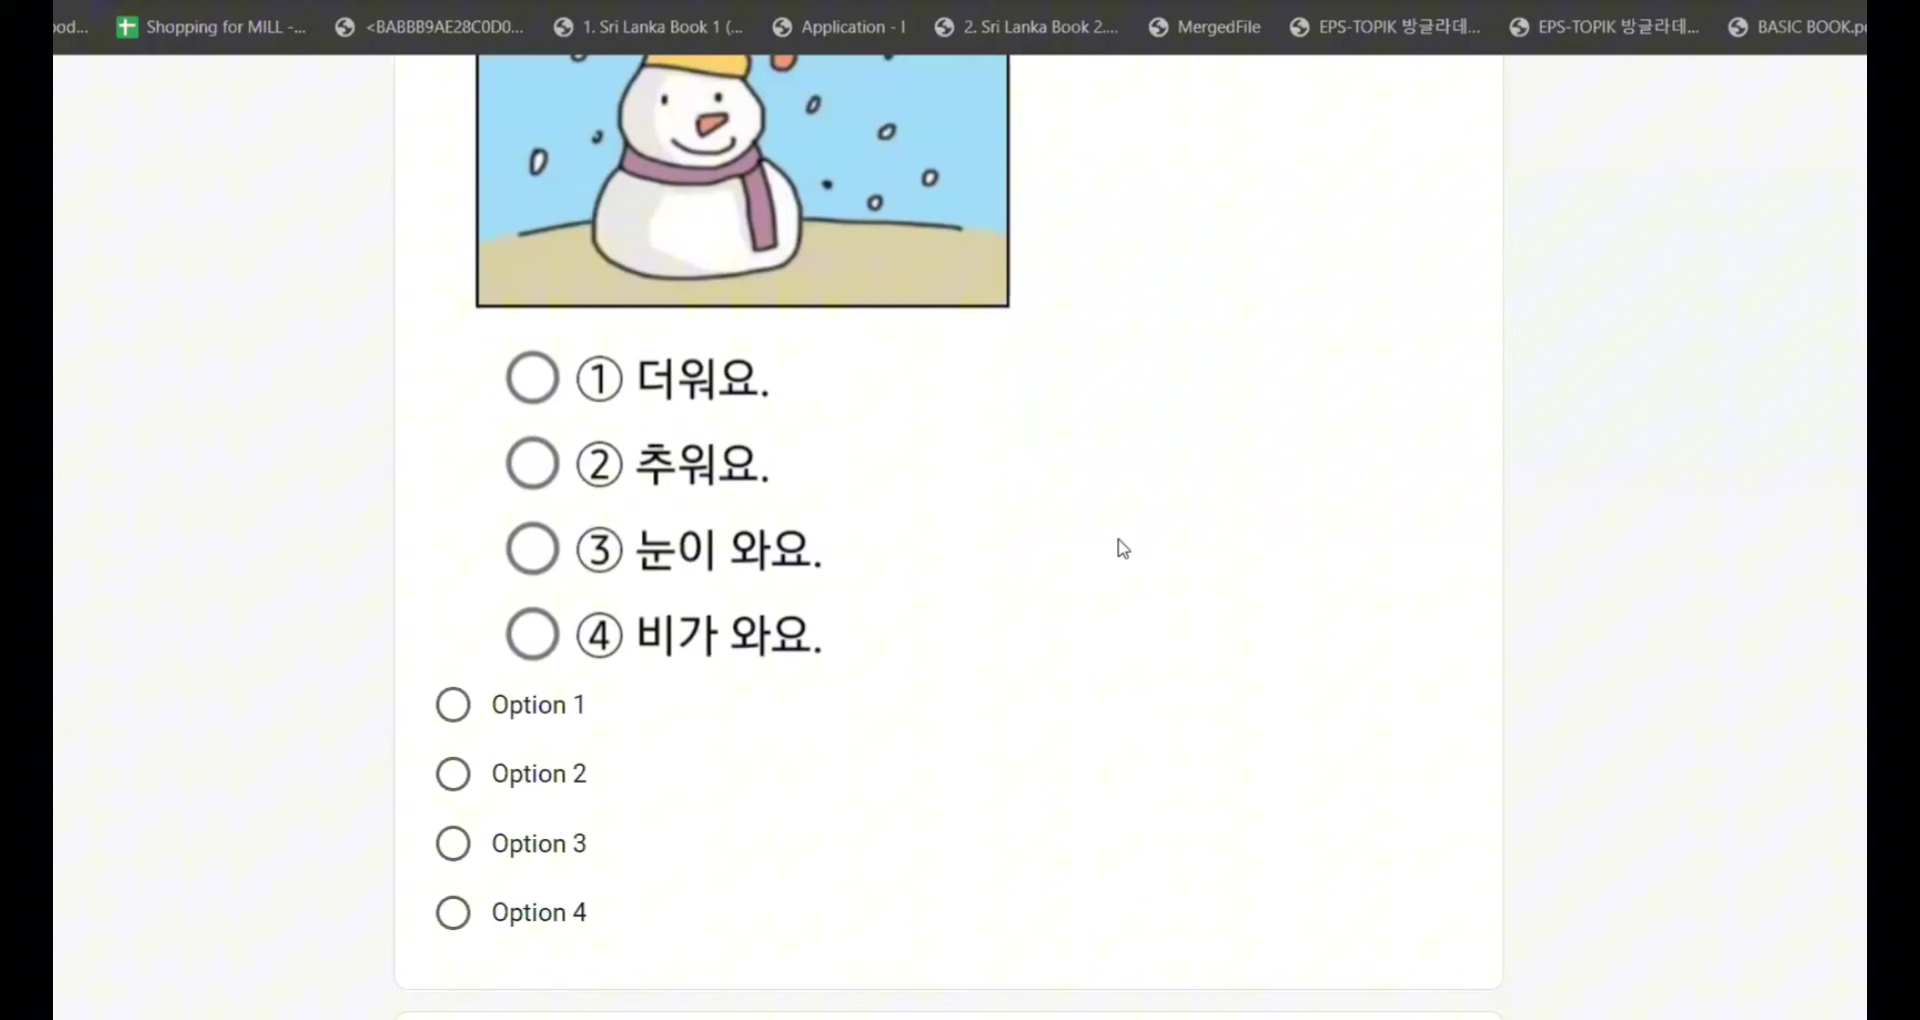 ood... Shopping for MILL -... <BABBB9AE28C0D0... 1. Sri Lanka Book 1 (... Application - I 2. Sri Lanka Book 2.... MergedFile EPS-TOPIK 방글라데... EPS-TOPIK 방글라데... BASIC BOOK.p
① 더워요.
② 추워요.
③ 눈이 와요.
④ 비가 와요.
Option 1
Option 2
Option 3
Option 4